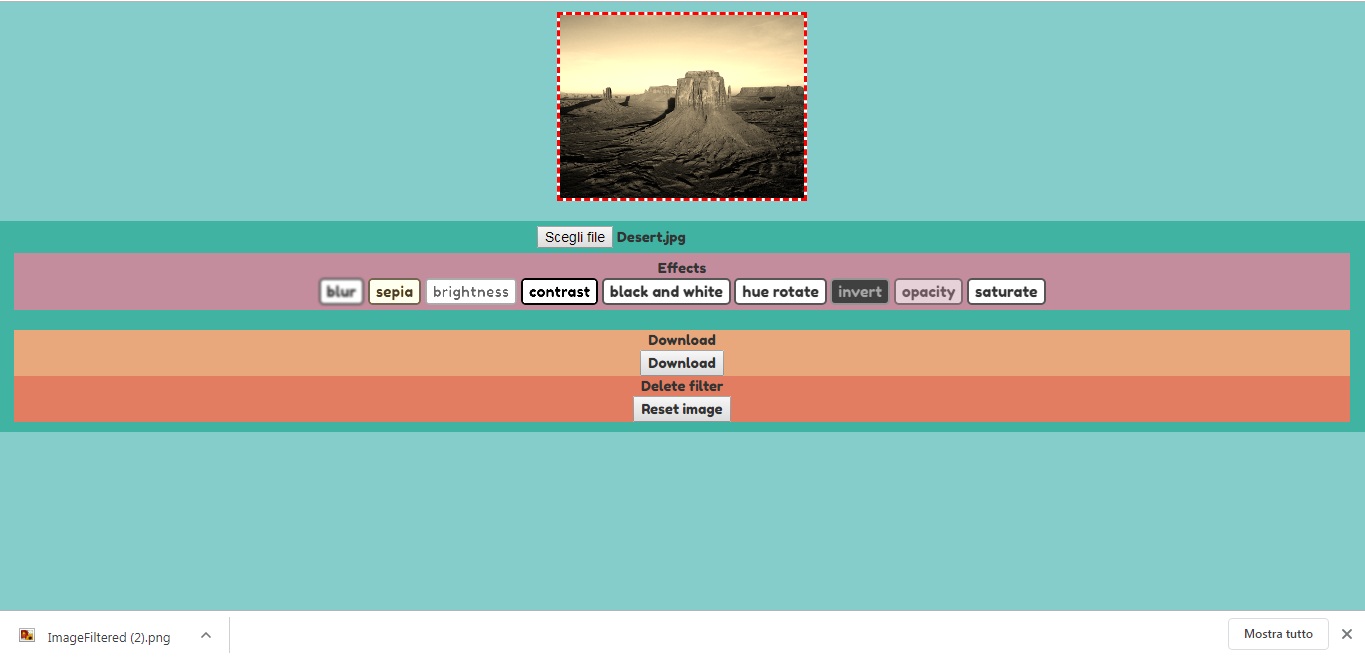 Scegli file Desert.jpg
Effects
blur sepia brightness contrast black and white hue rotate invert opacity saturate
Download
Download
Delete filter
Reset image
ImageFiltered (2).png Mostra tutto